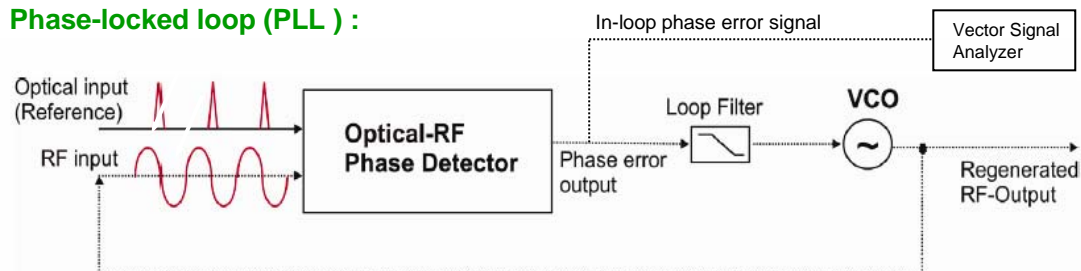 Phase-locked loop (PLL ) :
In-loop phase error signal
Vector Signal
Analyzer
Optical input
(Reference)
RF input
Optical-RF
Phase Detector
Phase error
output
Loop Filter
VCO
~
Regenerated
RF-Output